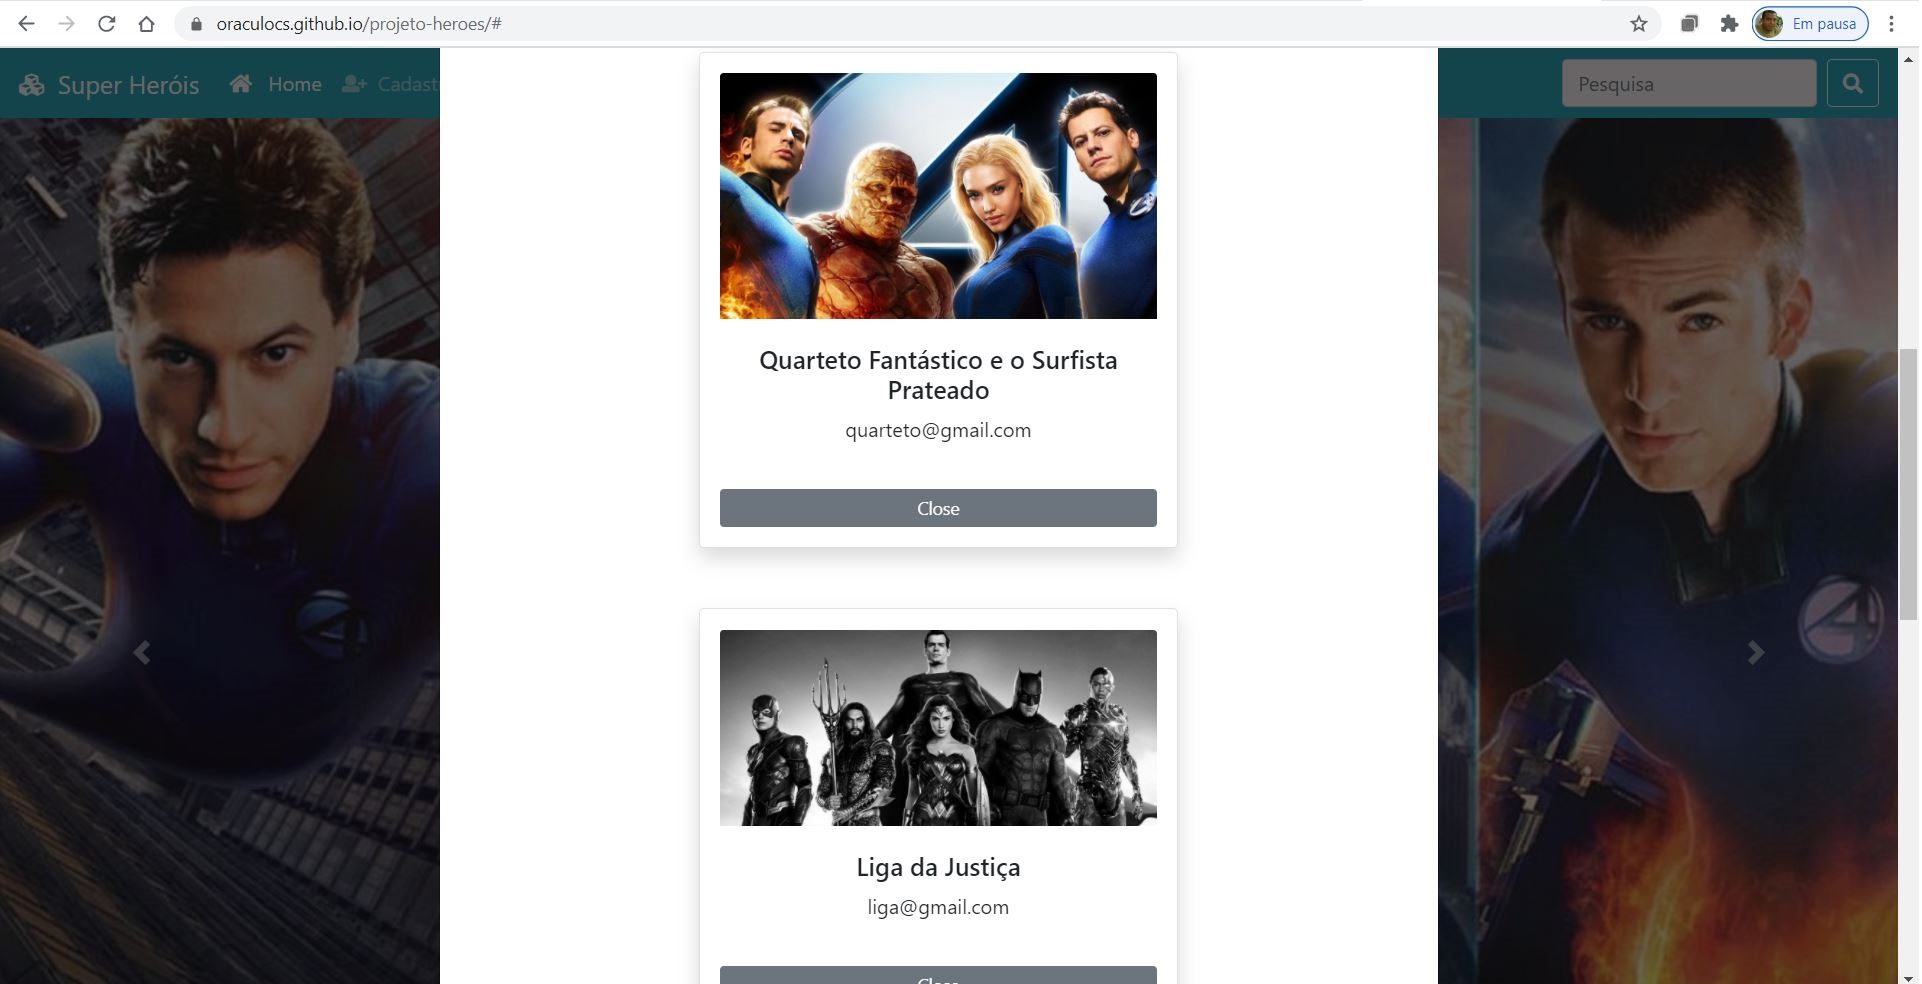 oraculocs.github.io/projeto-heroes/#
Em pausa
Super Heróis
Home
Cadast
Pesquisa
Quarteto Fantástico e o Surfista
Prateado
quarteto@gmail.com
Close
Liga da Justiça
liga@gmail.com
Close